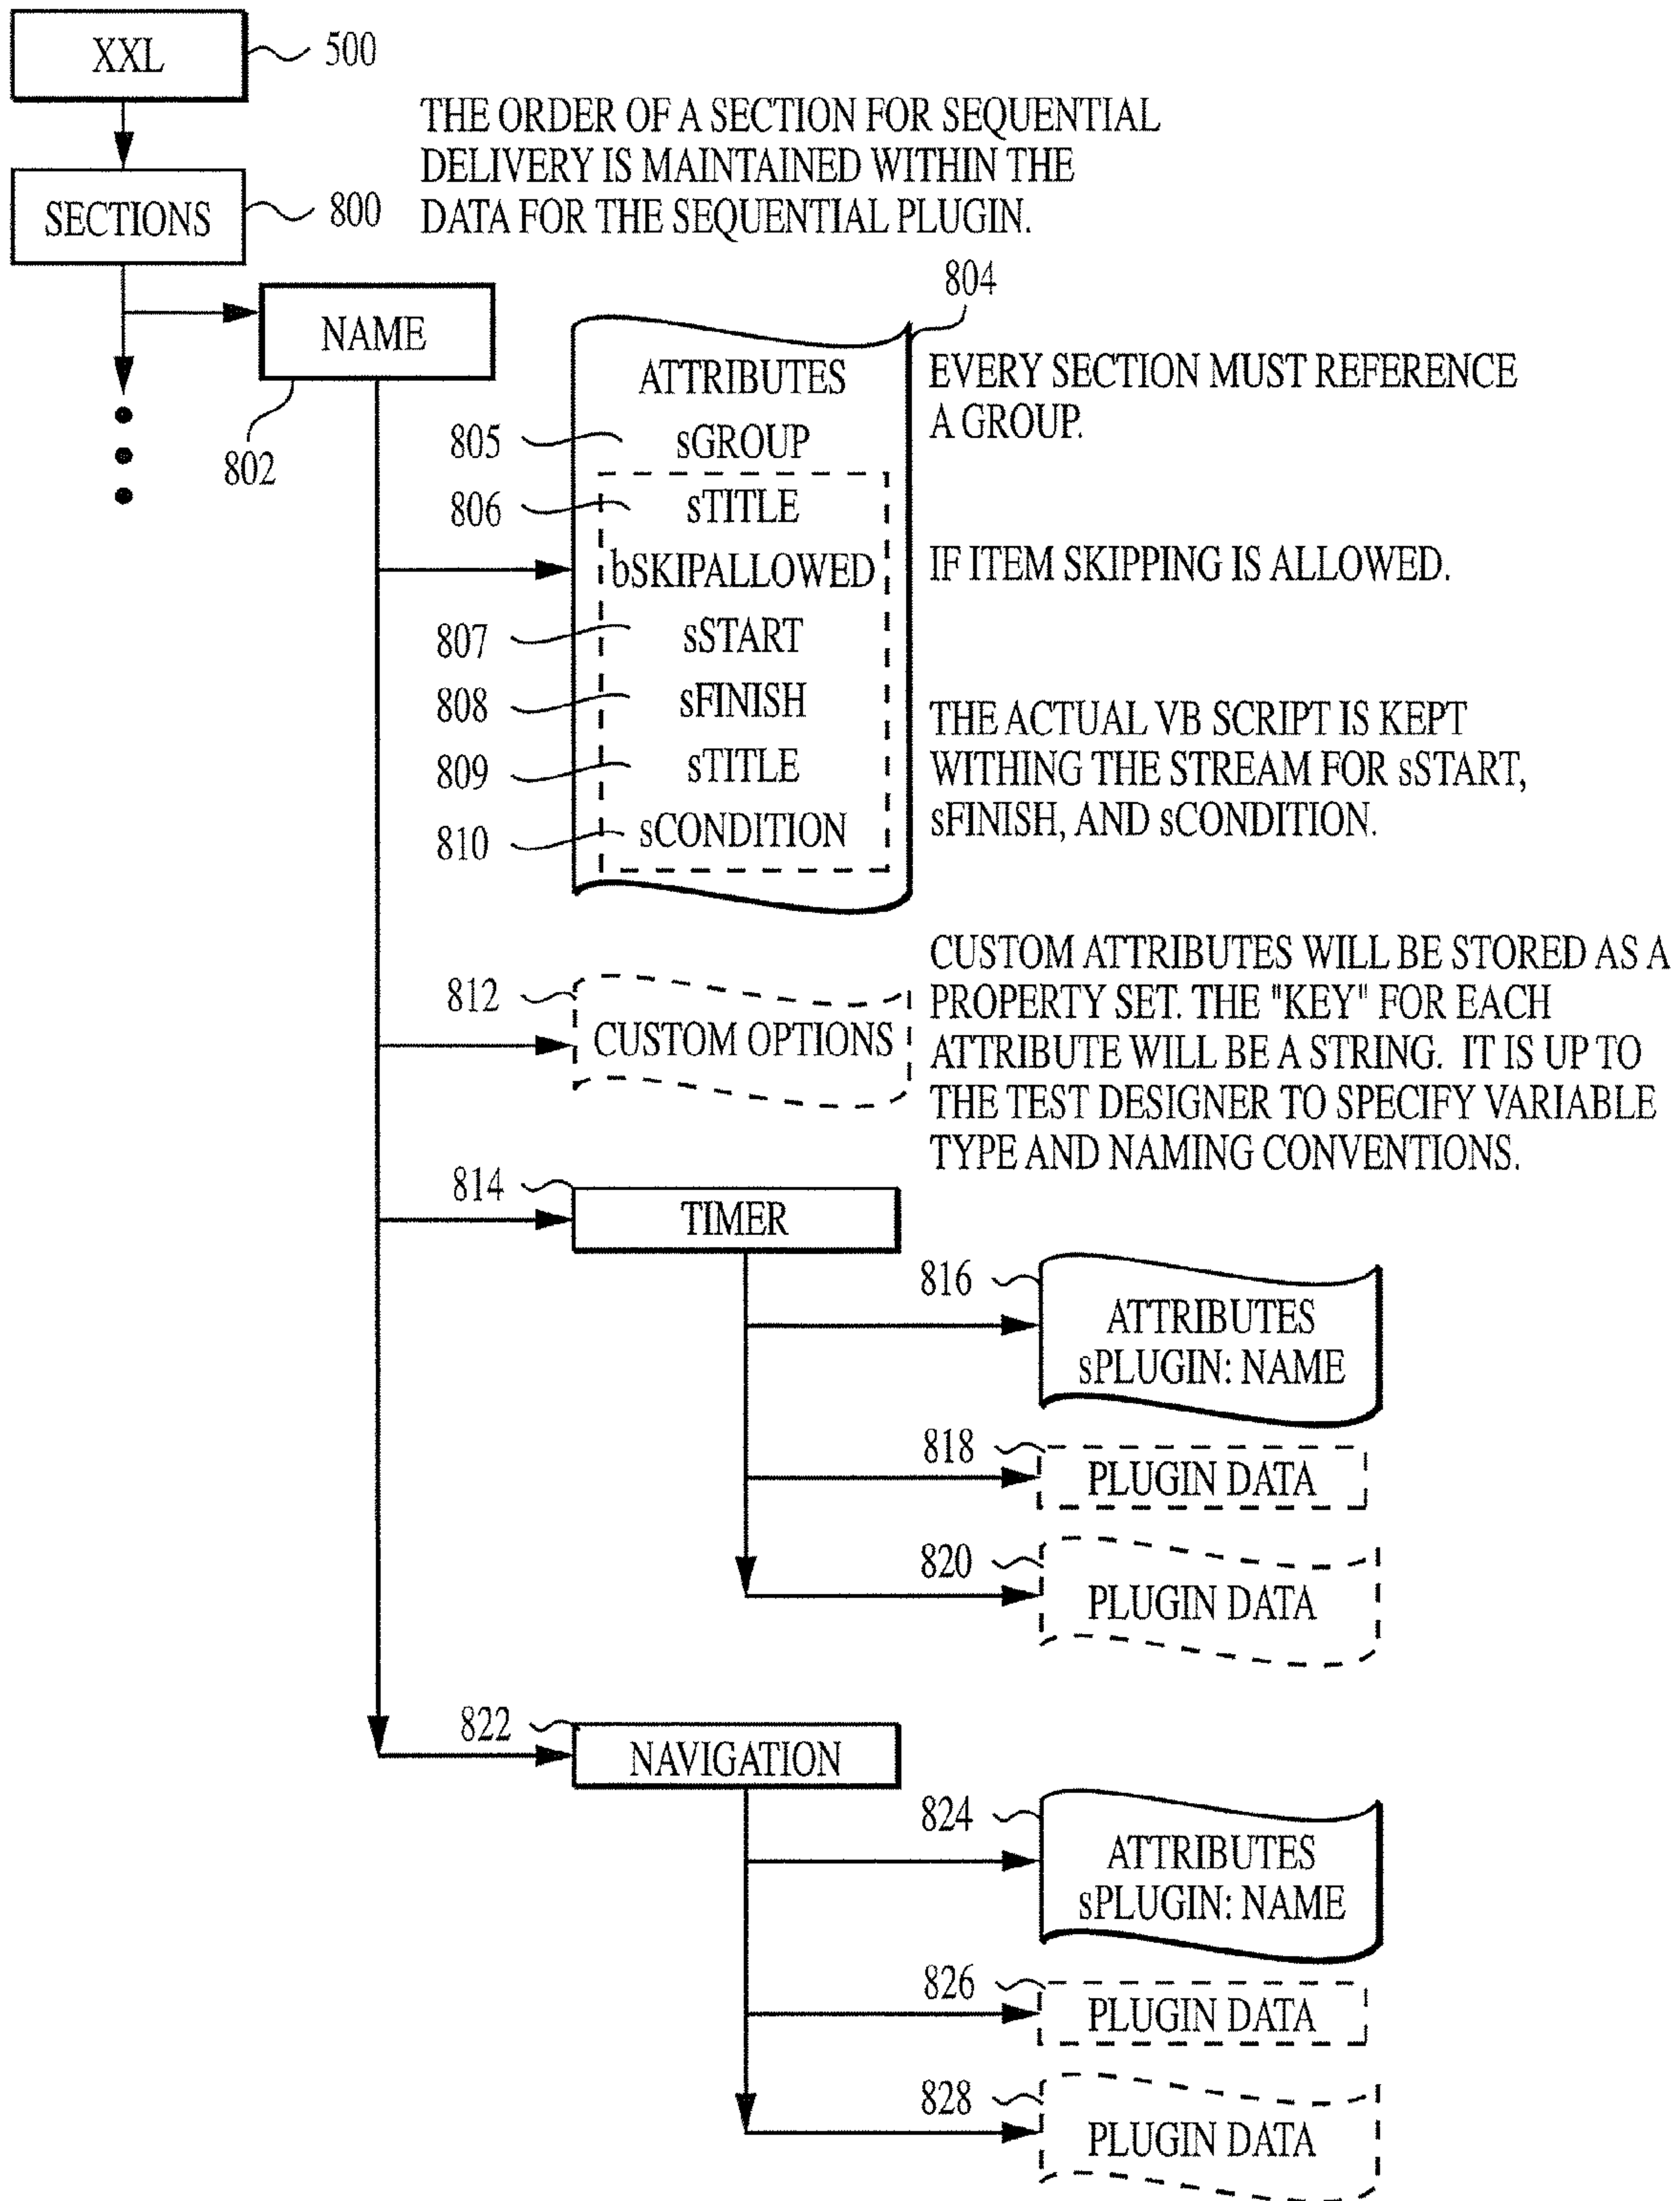 XXL
500
THE ORDER OF A SECTION FOR SEQUENTIAL
DELIVERY IS MAINTAINED WITHIN THE
DATA FOR THE SEQUENTIAL PLUGIN.
SECTIONS
800
NAME
802
804
ATTRIBUTES
EVERY SECTION MUST REFERENCE
A GROUP.
805
sGROUP
806
sTITLE
bSKIPALLOWED
IF ITEM SKIPPING IS ALLOWED.
807
sSTART
808
sFINISH
809
sTITLE
810
sCONDITION
THE ACTUAL VB SCRIPT IS KEPT
WITHING THE STREAM FOR sSTART,
sFINISH, AND sCONDITION.
812
CUSTOM OPTIONS
CUSTOM ATTRIBUTES WILL BE STORED AS A
PROPERTY SET. THE "KEY" FOR EACH
ATTRIBUTE WILL BE A STRING. IT IS UP TO
THE TEST DESIGNER TO SPECIFY VARIABLE
TYPE AND NAMING CONVENTIONS.
814
TIMER
816
ATTRIBUTES
sPLUGIN: NAME
818
PLUGIN DATA
820
PLUGIN DATA
822
NAVIGATION
824
ATTRIBUTES
sPLUGIN: NAME
826
PLUGIN DATA
828
PLUGIN DATA